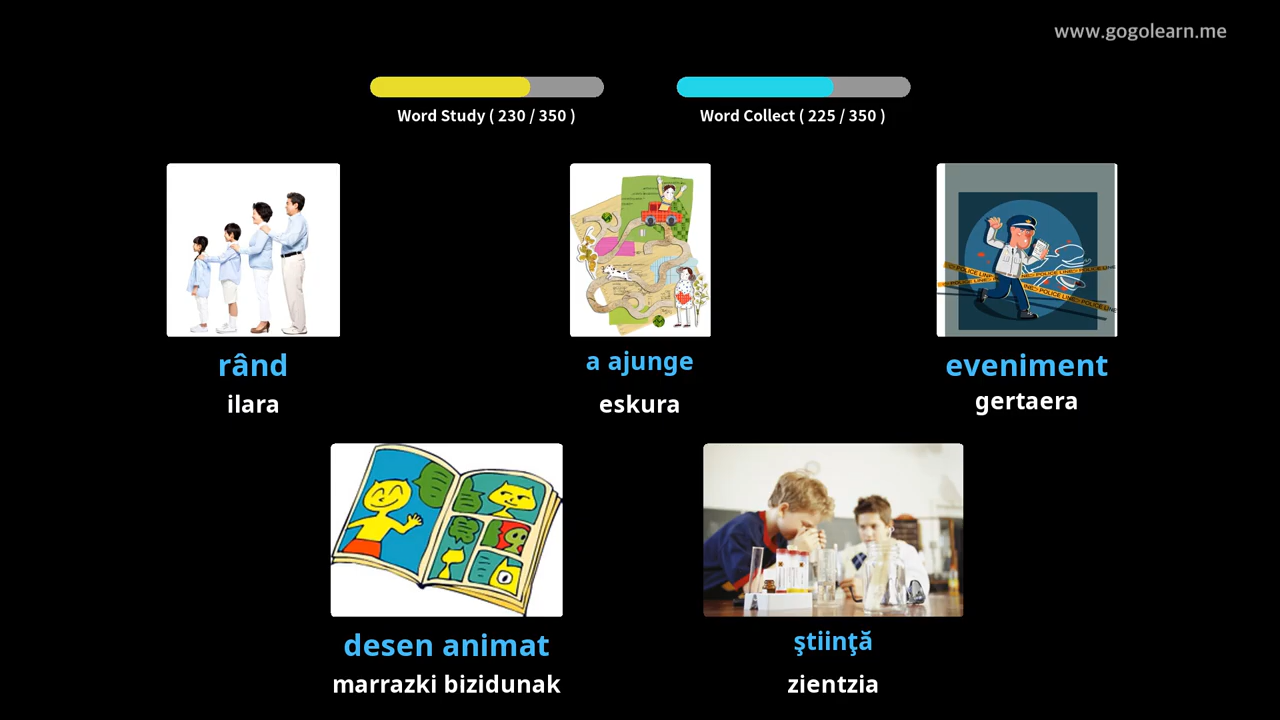 www.gogolearn.me
Word Study ( 230 / 350 )
Word Collect ( 225 / 350 )
rând
a ajunge
eveniment
ilara
eskura
gertaera
desen animat
ştiinţă
marrazki bizidunak
zientzia